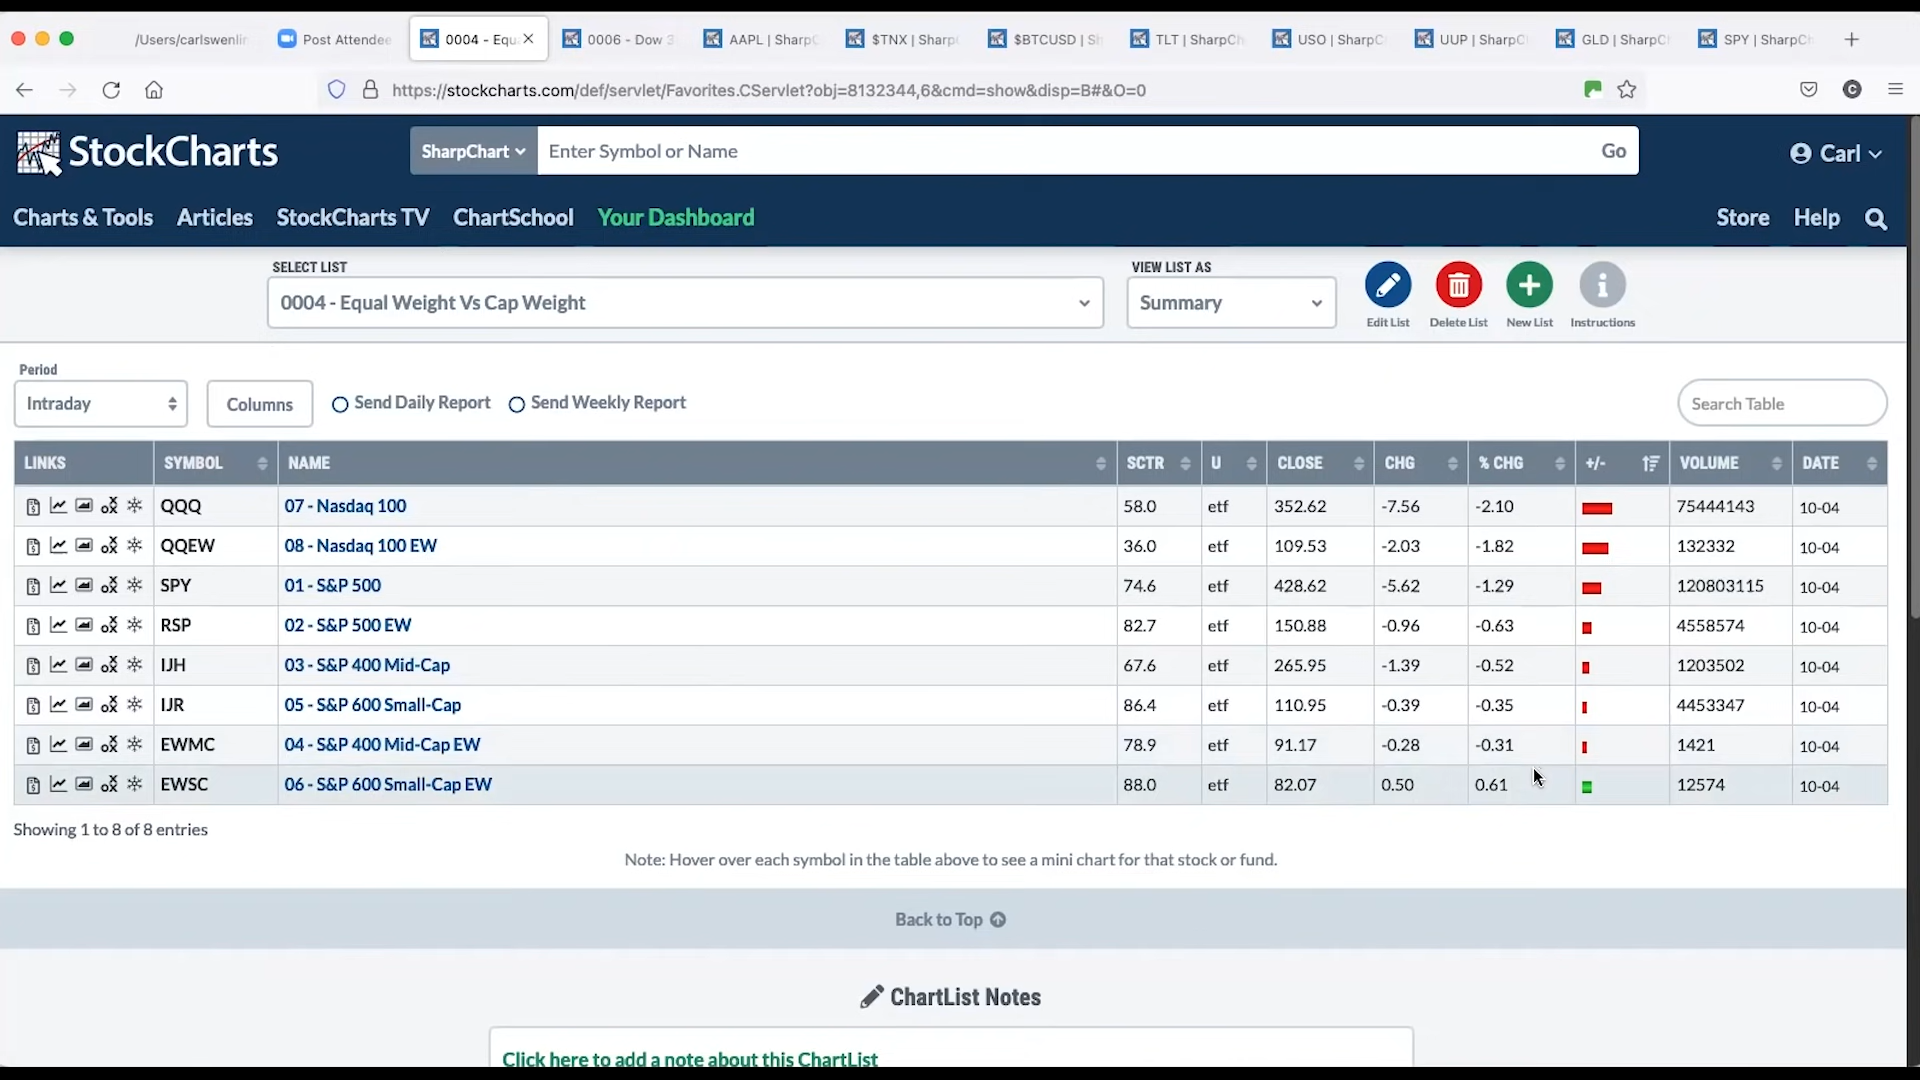 /Users/carlswenlin
Post Attendee
0004 - Equ
0006 - Dow 3
AAPL | SharpC
$TNX | Sharp
$BTCUSD | S
TLT | SharpCh
USO | SharpC
UUP | SharpC
GLD | SharpC
SPY | SharpCh
https://stockcharts.com/def/servlet/Favorites.CServlet?obj=8132344,6&cmd=show&disp=B#&O=0
C
StockCharts
SharpChart
Enter Symbol or Name
Go
Carl
Charts & Tools
Articles
StockCharts TV
ChartSchool
Your Dashboard
Store
Help
SELECT LIST
0004 - Equal Weight Vs Cap Weight
VIEW LIST AS
Summary
Edit List
Delete List
New List
Instructions
Period
Intraday
Columns
Send Daily Report
Send Weekly Report
Search Table
LINKS SYMBOL NAME SCTR U CLOSE CHG % CHG +/- VOLUME DATE
QQQ 07 - Nasdaq 100 58.0 etf 352.62 -7.56 -2.10 75444143 10-04
QQEW 08 - Nasdaq 100 EW 36.0 etf 109.53 -2.03 -1.82 132332 10-04
SPY 01 - S&P 500 74.6 etf 428.62 -5.62 -1.29 120803115 10-04
RSP 02 - S&P 500 EW 82.7 etf 150.88 -0.96 -0.63 4558574 10-04
IJH 03 - S&P 400 Mid-Cap 67.6 etf 265.95 -1.39 -0.52 1203502 10-04
IJR 05 - S&P 600 Small-Cap 86.4 etf 110.95 -0.39 -0.35 4453347 10-04
EWMC 04 - S&P 400 Mid-Cap EW 78.9 etf 91.17 -0.28 -0.31 1421 10-04
EWSC 06 - S&P 600 Small-Cap EW 88.0 etf 82.07 0.50 0.61 12574 10-04
Showing 1 to 8 of 8 entries
Note: Hover over each symbol in the table above to see a mini chart for that stock or fund.
Back to Top
ChartList Notes
Click here to add a note about this ChartList